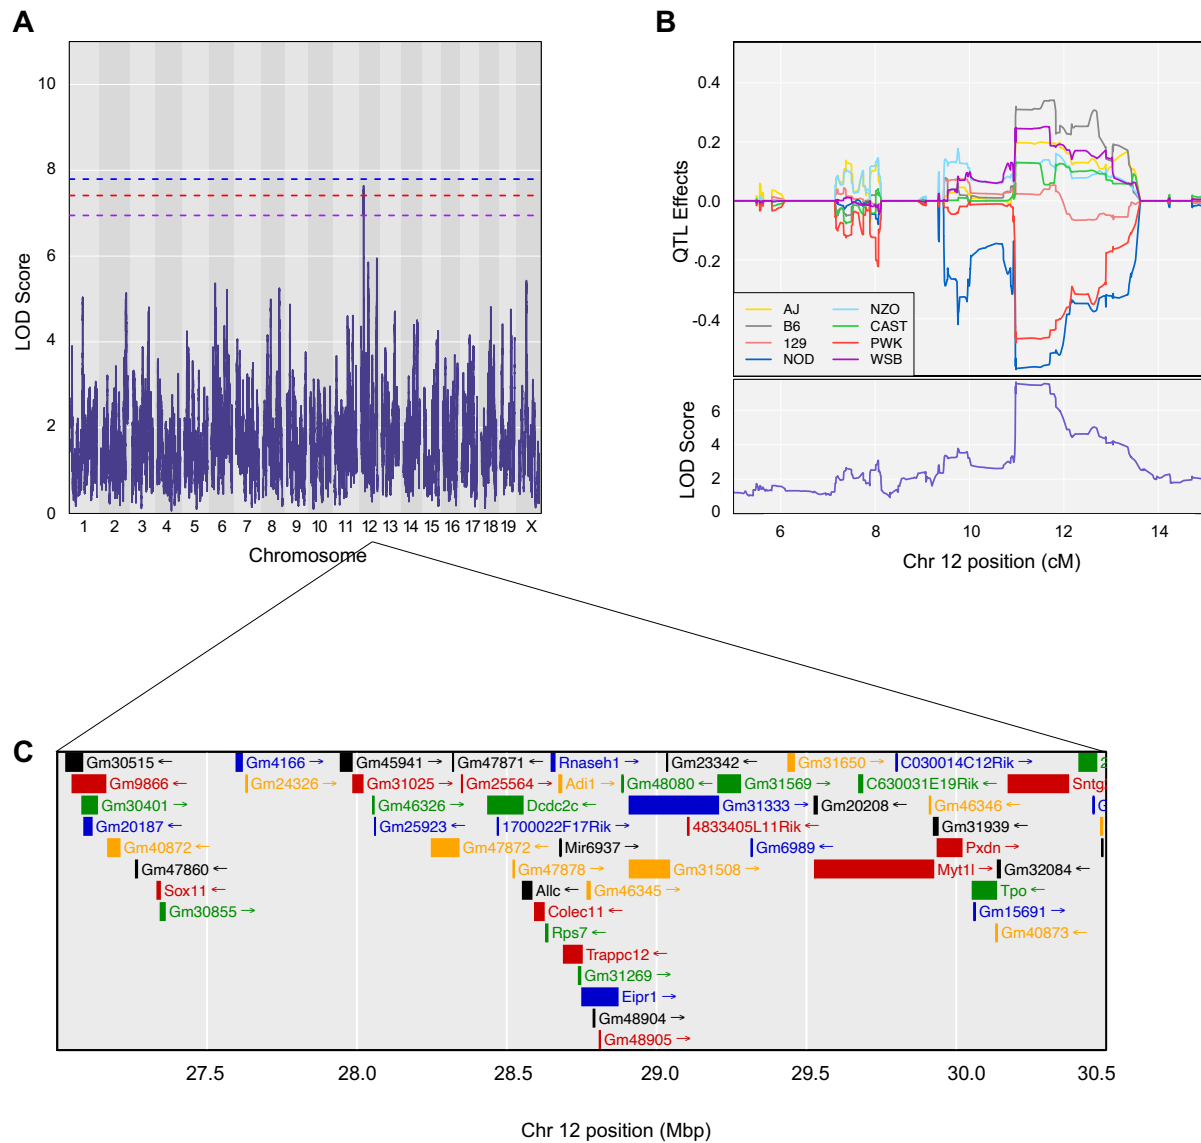 A
10
8
6
4
2
0
LOD Score
1 2 3 4 5 6 7 8 9 10 11 12 13 14 15 16 17 18 19 X
Chromosome
B
0.4
0.2
0.0
-0.2
-0.4
QTL Effects
AJ NZO
B6 CAST
129 PWK
NOD WSB
6
4
2
0
LOD Score
6 8 10 12 14
Chr 12 position (cM)
C
Gm30515 ← Gm4166 → Gm45941 → Gm47871 ← Rnaseh1 → Gm23342 ← Gm31650 ← C030014C12Rik → 2
Gm9866 ← Gm24326 → Gm31025 ← Gm25564 → Adi1 → Gm48080 ← Gm31569 → C630031E19Rik ← Sntg
Gm30401 → Gm46326 → Dcdc2c ← Gm31333 → Gm20208 ← Gm46346 ← G
Gm20187 ← Gm25923 ← 1700022F17Rik → 4833405L11Rik ← Gm31939 ←
Gm40872 ← Gm47872 ← Mir6937 → Gm6989 → Pxdn →
Gm47860 ← Gm47878 → Gm31508 → Myt1l → Gm32084 ←
Sox11 ← Allc ← Gm46345 → Tpo ←
Gm30855 → Colec11 ← Gm15691 →
Rps7 ← Gm40873 ←
Trappc12 ←
Gm31269 →
Eipr1 →
Gm48904 →
Gm48905 →
27.5 28.0 28.5 29.0 29.5 30.0 30.5
Chr 12 position (Mbp)